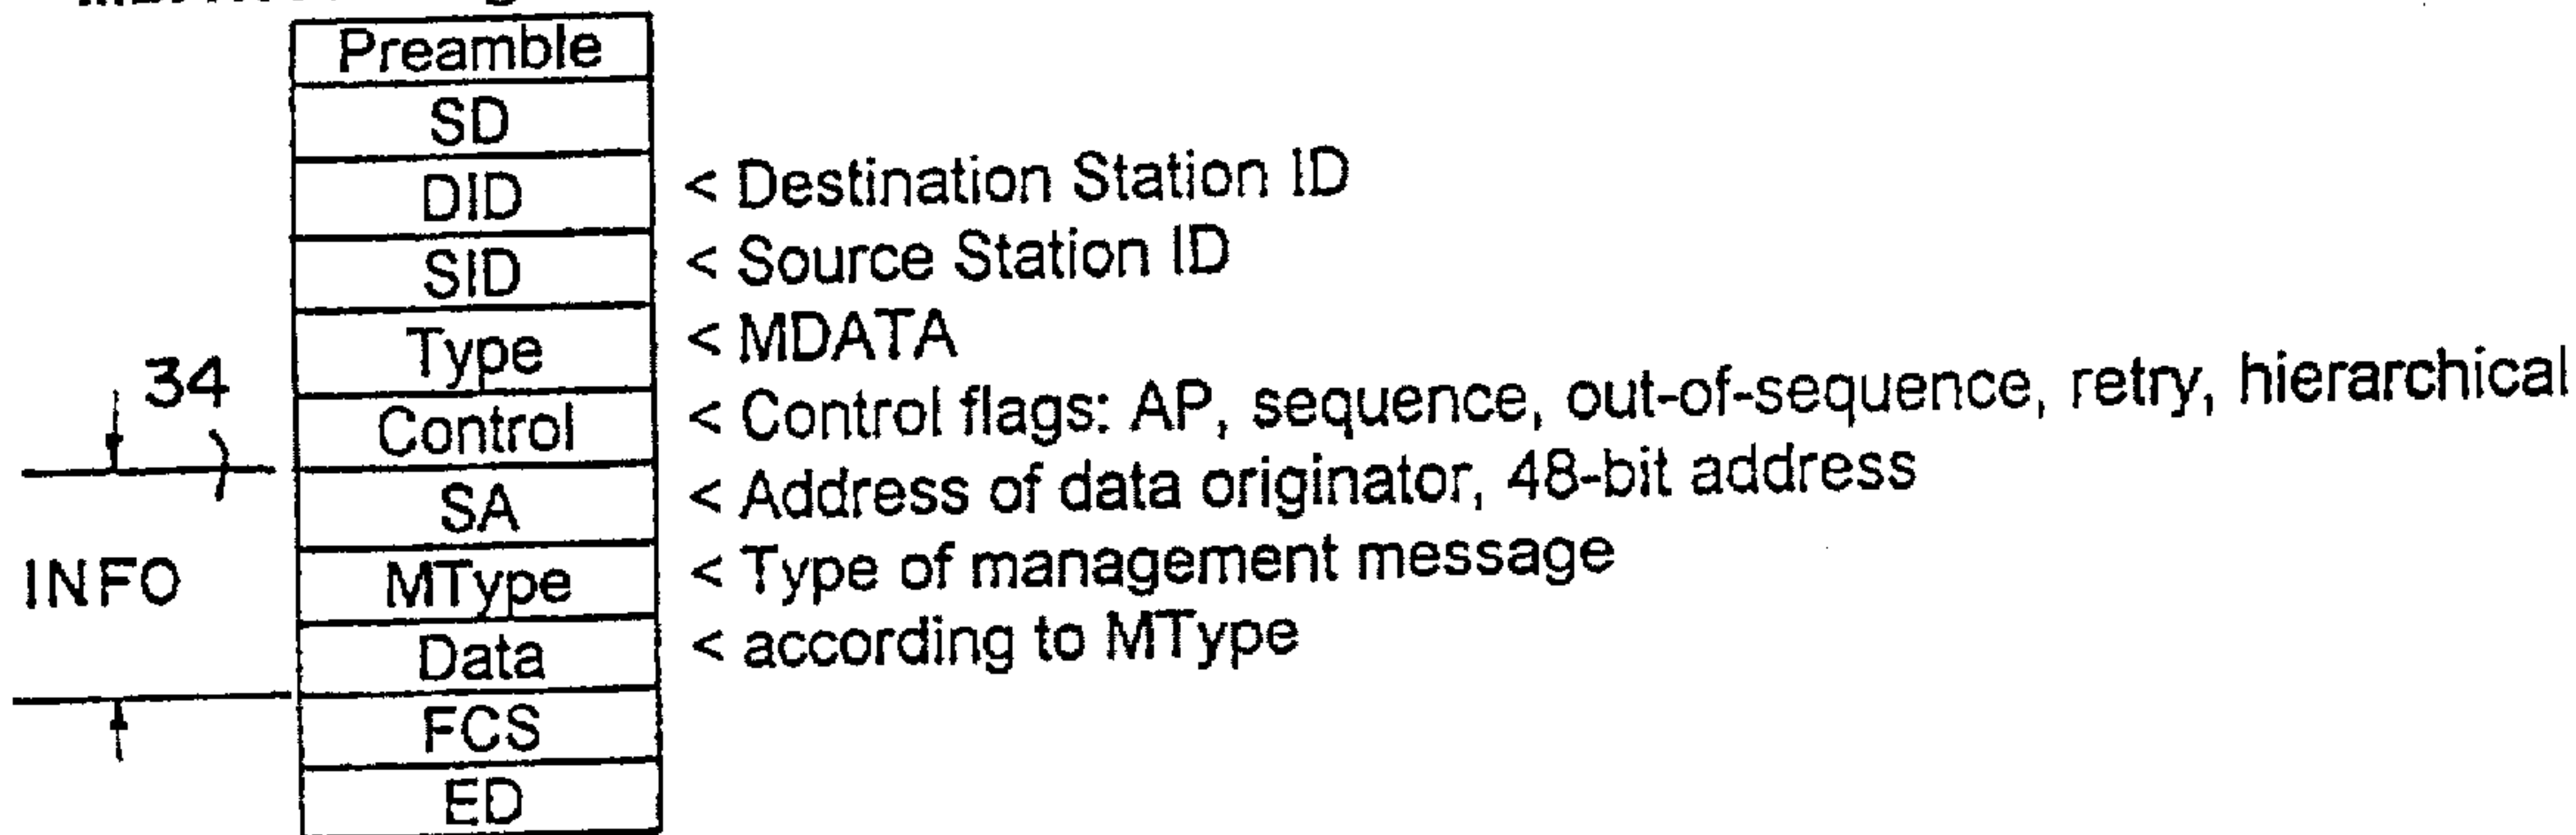 Preamble
SD
DID < Destination Station ID
SID < Source Station ID
Type < MDATA
34
Control < Control flags: AP, sequence, out-of-sequence, retry, hierarchical
SA < Address of data originator, 48-bit address
INFO
MType < Type of management message
Data < according to MType
FCS
ED